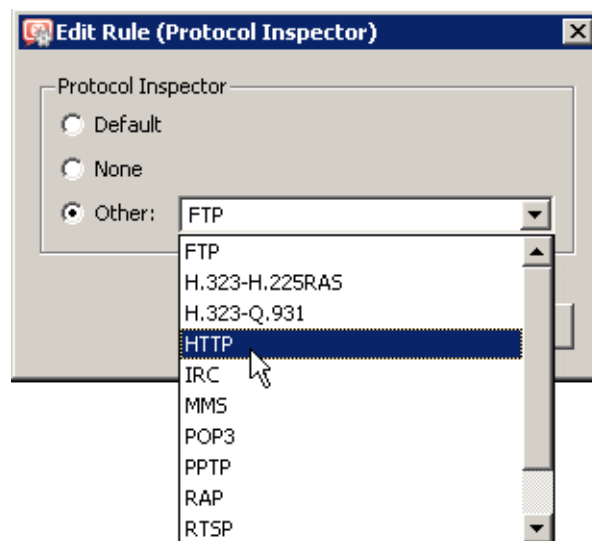 Edit Rule (Protocol Inspector)
Protocol Inspector
Default
None
Other:
FTP
FTP
H.323-H.225RAS
H.323-Q.931
HTTP
IRC
MMS
POP3
PPTP
RAP
RTSP